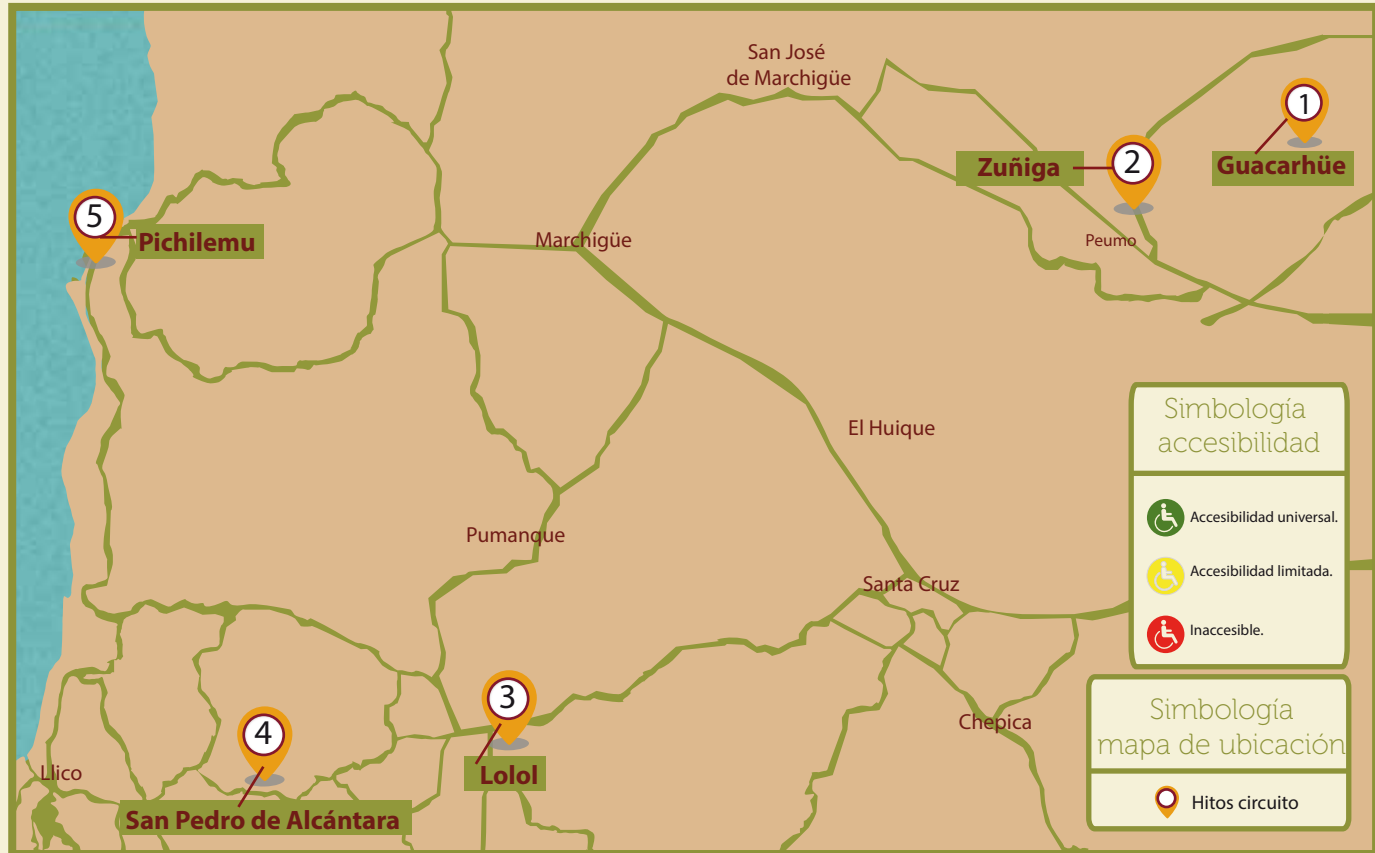 San José
de Marchigüe
1
Guacarhüe
2
Zuñiga
Peumo
5
Pichilemu
Marchigüe
El Huique
Pumanque
Santa Cruz
Chepica
3
Lolol
4
San Pedro de Alcántara
Llico
Simbología
accesibilidad
Accesibilidad universal.
Accesibilidad limitada.
Inaccesible.
Simbología
mapa de ubicación
Hitos circuito